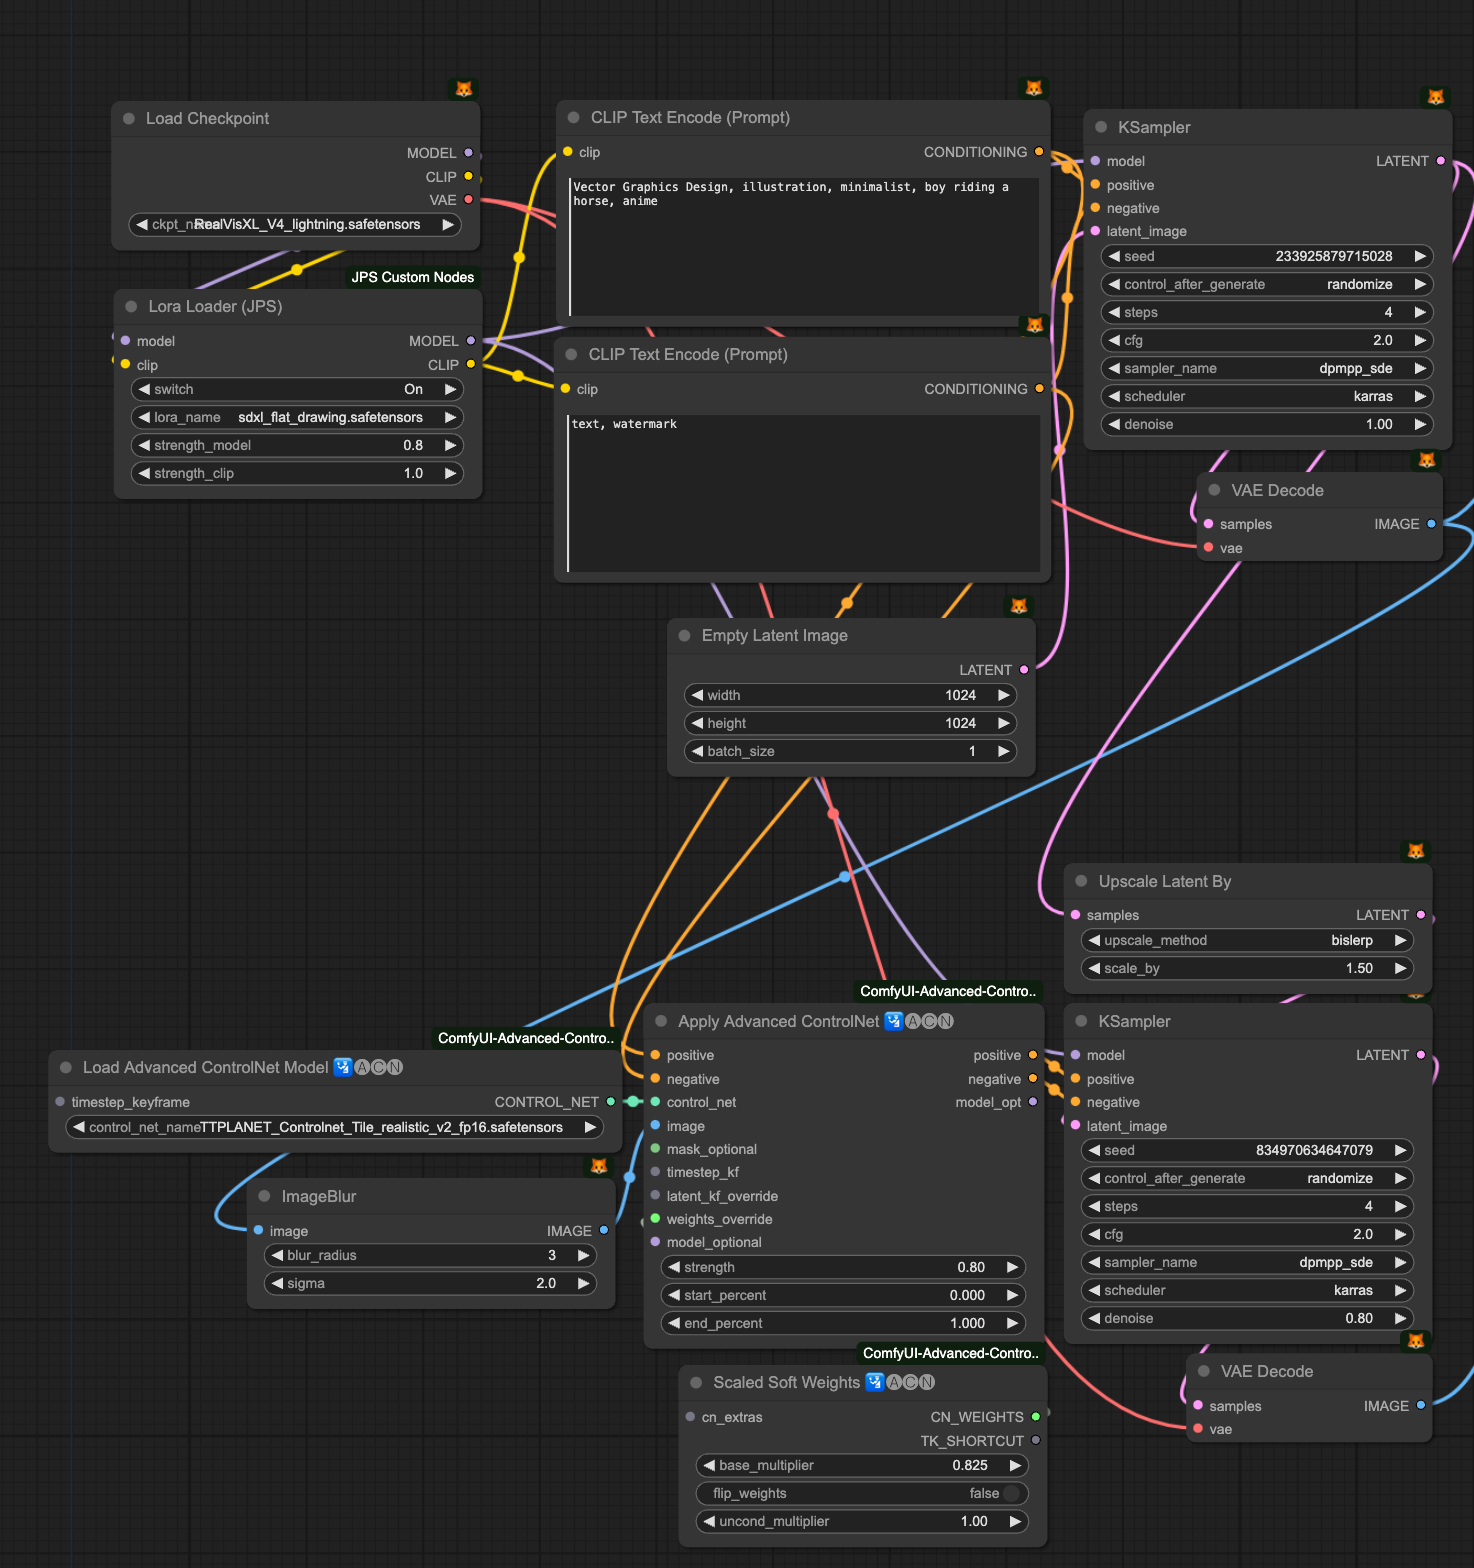 Load Checkpoint
MODEL
CLIP
VAE
ckpt_name RealVisXL_V4_lightning.safetensors
JPS Custom Nodes
Lora Loader (JPS)
model MODEL
clip CLIP
switch On
lora_name sdxl_flat_drawing.safetensors
strength_model 0.8
strength_clip 1.0
CLIP Text Encode (Prompt)
clip CONDITIONING
Vector Graphics Design, illustration, minimalist, boy riding a
horse, anime
CLIP Text Encode (Prompt)
clip CONDITIONING
text, watermark
KSampler
model LATENT
positive
negative
latent_image
seed 233925879715028
control_after_generate randomize
steps 4
cfg 2.0
sampler_name dpmpp_sde
scheduler karras
denoise 1.00
VAE Decode
samples IMAGE
vae
Empty Latent Image
LATENT
width 1024
height 1024
batch_size 1
Upscale Latent By
samples LATENT
upscale_method bislerp
scale_by 1.50
ComfyUI-Advanced-Contro..
Load Advanced ControlNet Model 🛂🅐🅒🅝
timestep_keyframe CONTROL_NET
control_net_name TTPLANET_Controlnet_Tile_realistic_v2_fp16.safetensors
ImageBlur
image IMAGE
blur_radius 3
sigma 2.0
ComfyUI-Advanced-Contro..
Apply Advanced ControlNet 🛂🅐🅒🅝
positive positive
negative negative
control_net model_opt
image
mask_optional
timestep_kf
latent_kf_override
weights_override
model_optional
strength 0.80
start_percent 0.000
end_percent 1.000
KSampler
model LATENT
positive
negative
latent_image
seed 834970634647079
control_after_generate randomize
steps 4
cfg 2.0
sampler_name dpmpp_sde
scheduler karras
denoise 0.80
ComfyUI-Advanced-Contro..
Scaled Soft Weights 🛂🅐🅒🅝
cn_extras CN_WEIGHTS
TK_SHORTCUT
base_multiplier 0.825
flip_weights false
uncond_multiplier 1.00
VAE Decode
samples IMAGE
vae